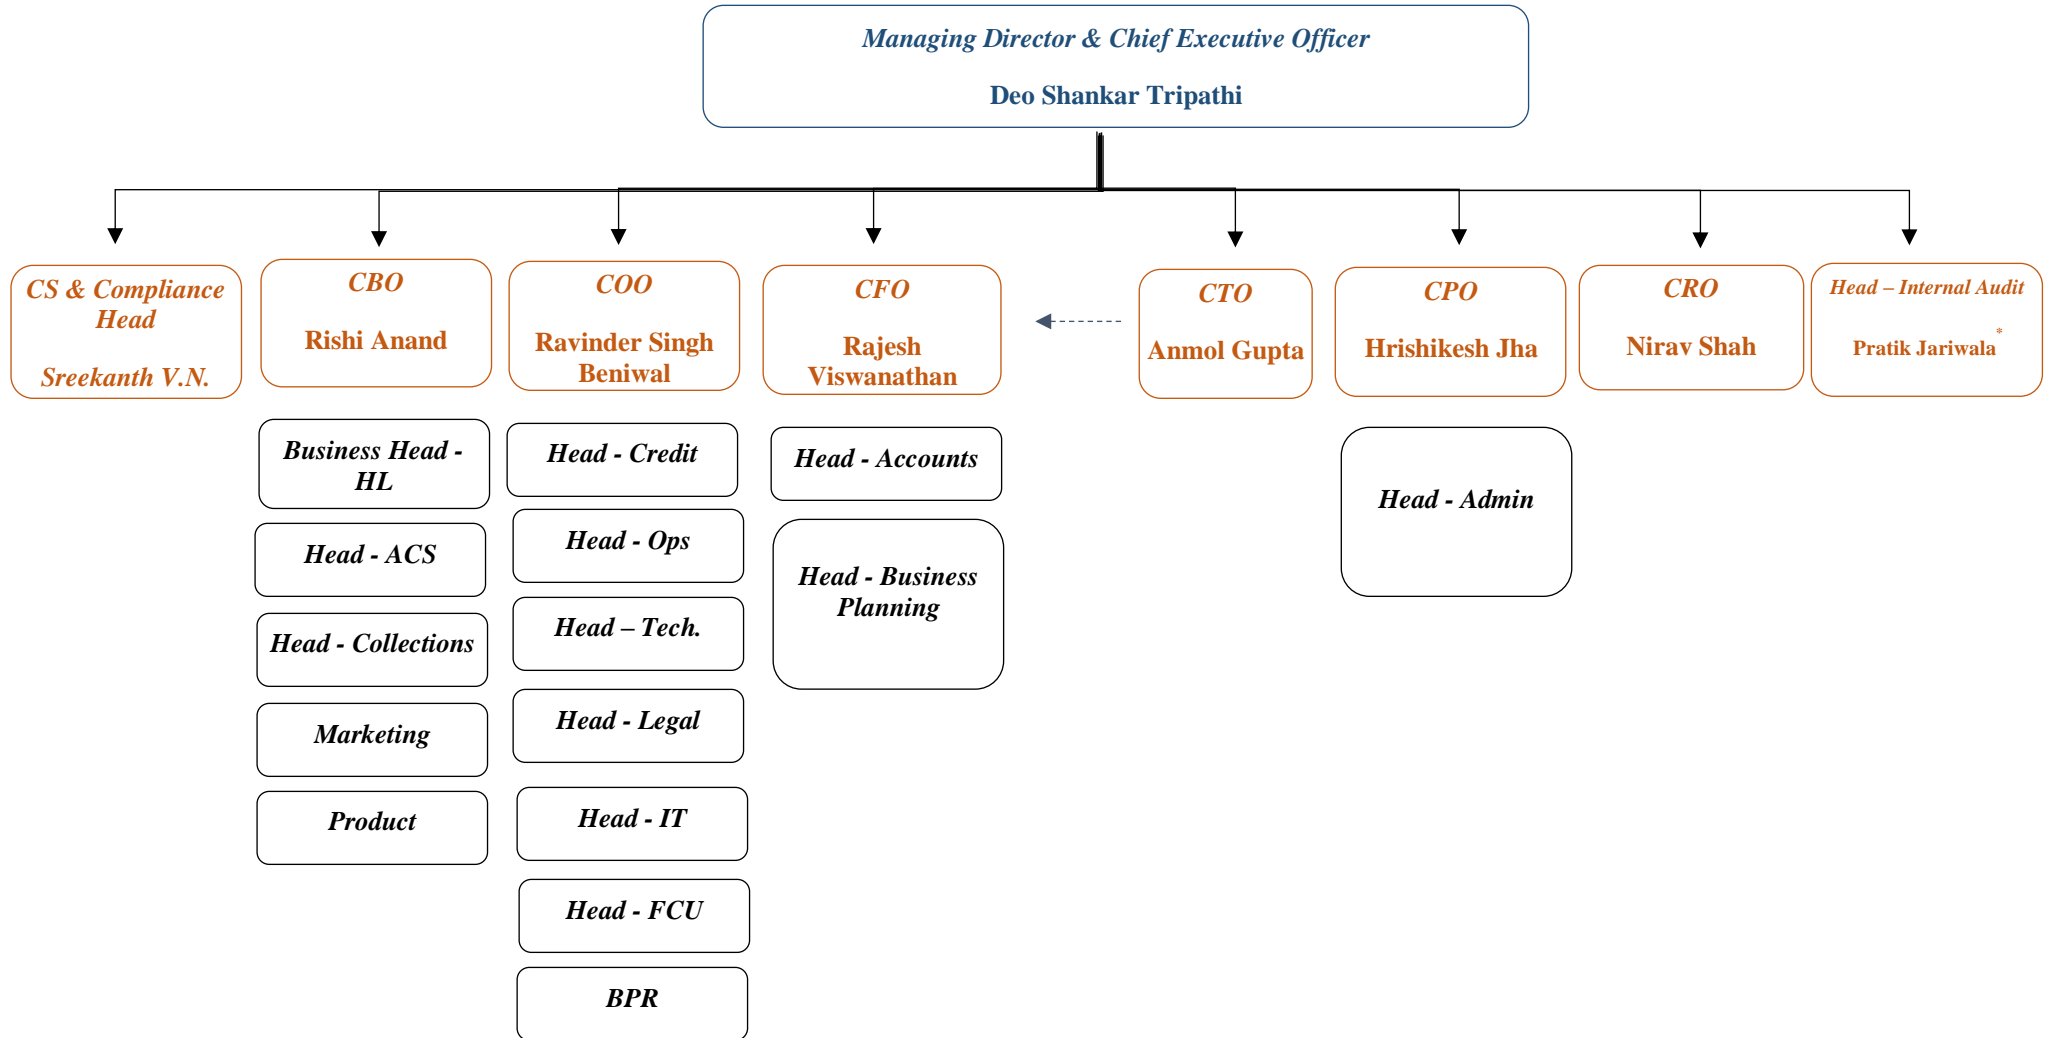 Managing Director & Chief Executive Officer
Deo Shankar Tripathi
CS & Compliance
Head
Sreekanth V.N.
CBO
Rishi Anand
COO
Ravinder Singh
Beniwal
CFO
Rajesh
Viswanathan
CTO
Anmol Gupta
CPO
Hrishikesh Jha
CRO
Nirav Shah
Head – Internal Audit
Pratik Jariwala*
Business Head -
HL
Head - ACS
Head - Collections
Marketing
Product
Head - Credit
Head - Ops
Head – Tech.
Head - Legal
Head - IT
Head - FCU
BPR
Head - Accounts
Head - Business
Planning
Head - Admin